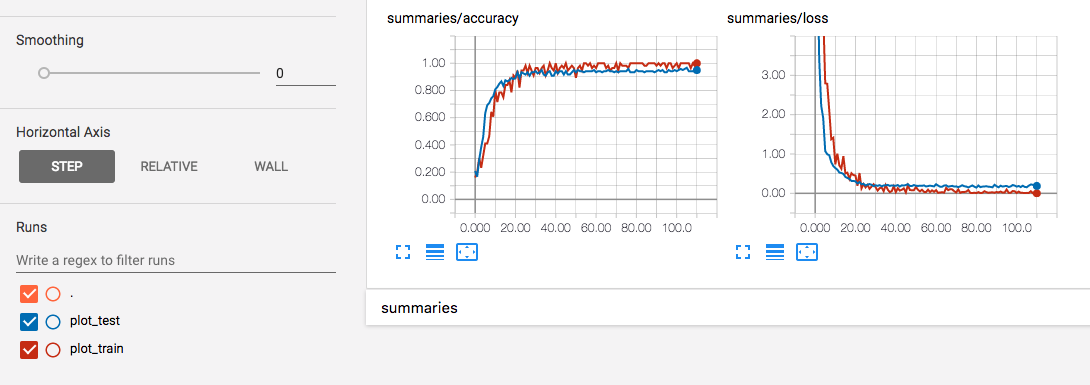 Smoothing
0
Horizontal Axis
STEP RELATIVE WALL
Runs
Write a regex to filter runs
.
plot_test
plot_train
summaries/accuracy
1.00
0.800
0.600
0.400
0.200
0.00
0.000 20.00 40.00 60.00 80.00 100.0
summaries/loss
3.00
2.00
1.00
0.00
0.000 20.00 40.00 60.00 80.00 100.0
summaries